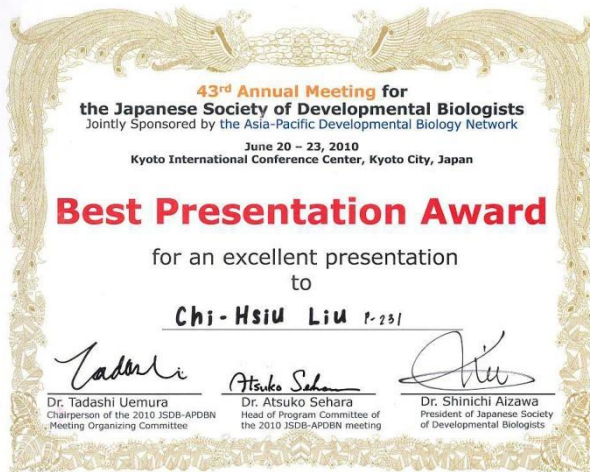 43rd Annual Meeting for
the Japanese Society of Developmental Biologists
Jointly Sponsored by the Asia-Pacific Developmental Biology Network
June 20 – 23, 2010
Kyoto International Conference Center, Kyoto City, Japan
Best Presentation Award
for an excellent presentation
to
Chi-Hsiu Liu P-231
Tadashi
Atsuko Sehara
Dr. Tadashi Uemura
Chairperson of the 2010 JSDB-APDBN
Meeting Organizing Committee
Dr. Atsuko Sehara
Head of Program Committee of
the 2010 JSDB-APDBN meeting
Dr. Shinichi Aizawa
President of Japanese Society
of Developmental Biologists